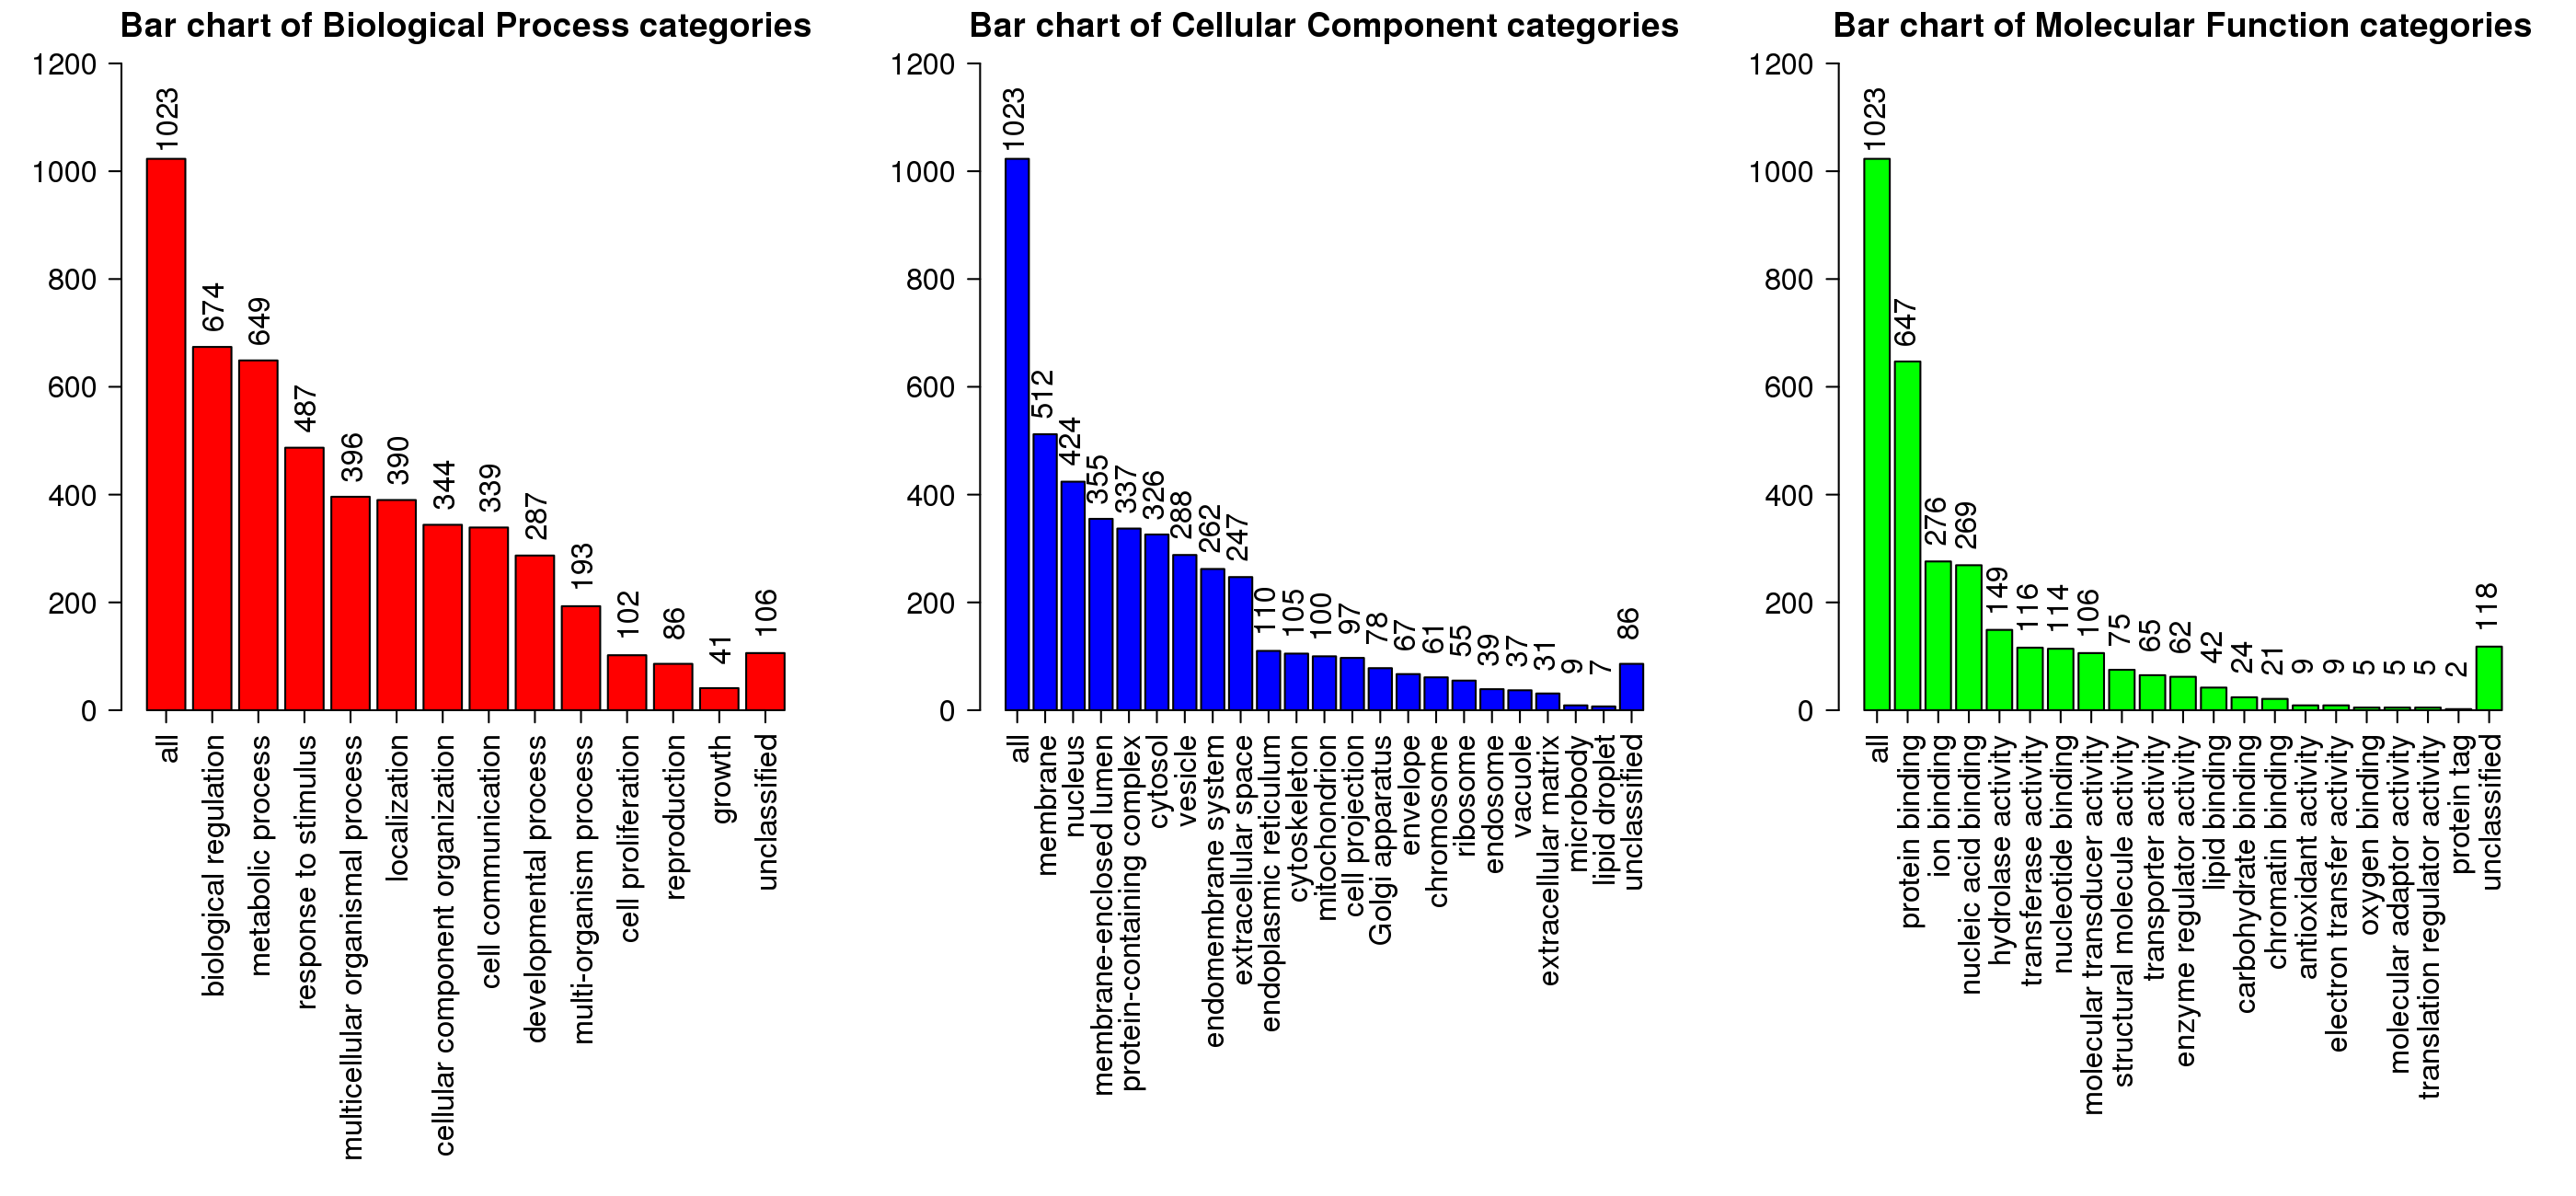 Bar chart of Biological Process categories
1200
1000
800
600
400
200
0
1023
674
649
487
396
390
344
339
287
193
102
86
41
106
all
biological regulation
metabolic process
response to stimulus
multicellular organismal process
localization
cellular component organization
cell communication
developmental process
multi-organism process
cell proliferation
reproduction
growth
unclassified
Bar chart of Cellular Component categories
1200
1000
800
600
400
200
0
1023
512
424
355
337
326
288
262
247
110
105
100
97
78
67
61
55
39
37
31
9
7
86
all
membrane
nucleus
membrane-enclosed lumen
protein-containing complex
cytosol
vesicle
endomembrane system
extracellular space
endoplasmic reticulum
cytoskeleton
mitochondrion
cell projection
Golgi apparatus
envelope
chromosome
ribosome
endosome
vacuole
extracellular matrix
microbody
lipid droplet
unclassified
Bar chart of Molecular Function categories
1200
1000
800
600
400
200
0
1023
647
276
269
149
116
114
106
75
65
62
42
24
21
9
9
5
5
5
2
118
all
protein binding
ion binding
nucleic acid binding
hydrolase activity
transferase activity
nucleotide binding
molecular transducer activity
structural molecule activity
transporter activity
enzyme regulator activity
lipid binding
carbohydrate binding
chromatin binding
antioxidant activity
electron transfer activity
oxygen binding
molecular adaptor activity
translation regulator activity
protein tag
unclassified